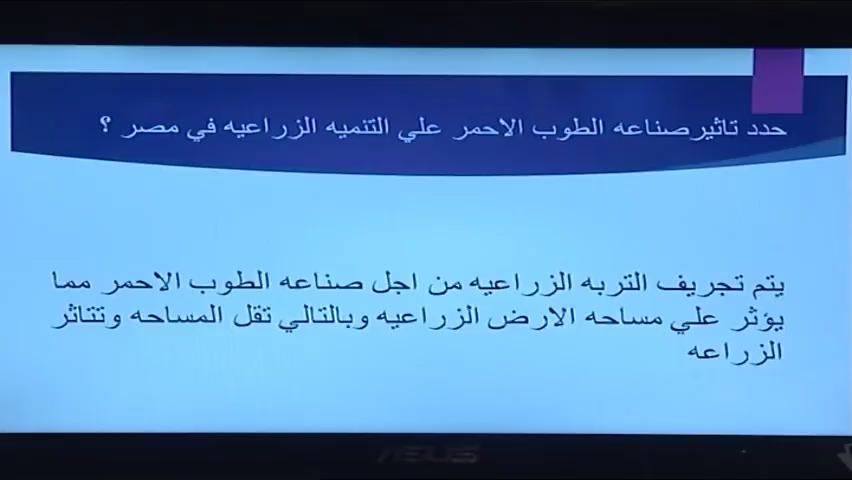 حدد تاثيرصناعه الطوب الاحمر علي التنميه الزراعيه في مصر ؟
يتم تجريف التربه الزراعيه من اجل صناعه الطوب الاحمر مما
يؤثر علي مساحه الارض الزراعيه وبالتالي تقل المساحه وتتاثر
الزراعه
ASUS